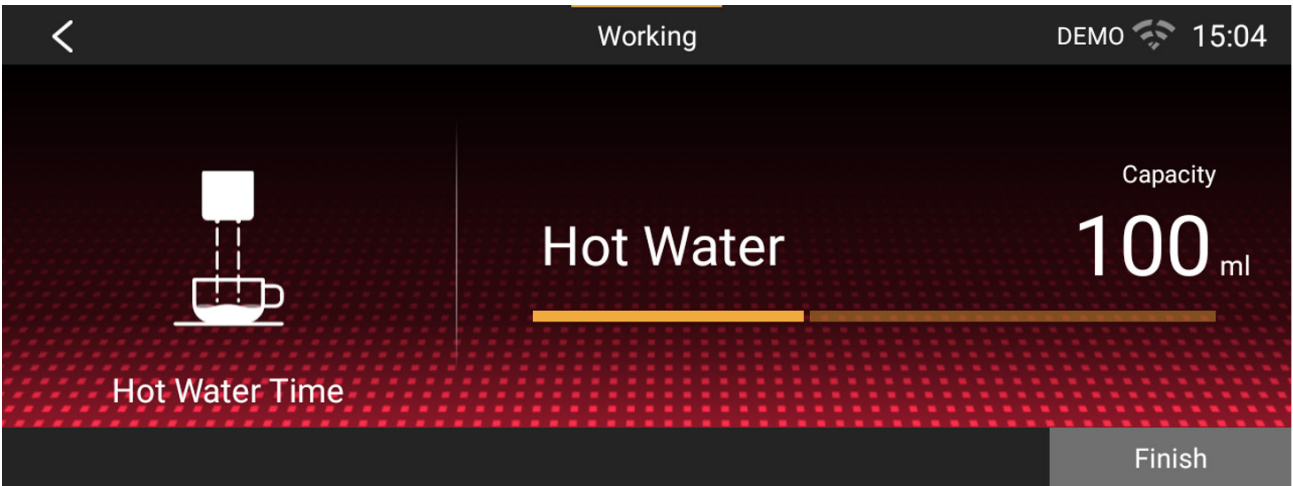 Working
DEMO 15:04
Capacity
Hot Water
100 ml
Hot Water Time
Finish